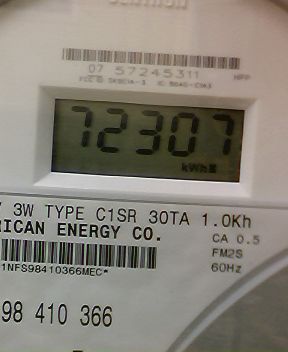 07 57245311
72307
kWh
3W TYPE C1SR 30TA 1.0Kh
RICAN ENERGY CO.
CA 0.5
FM2S
60Hz
1NFS98410366MEC*
98 410 366